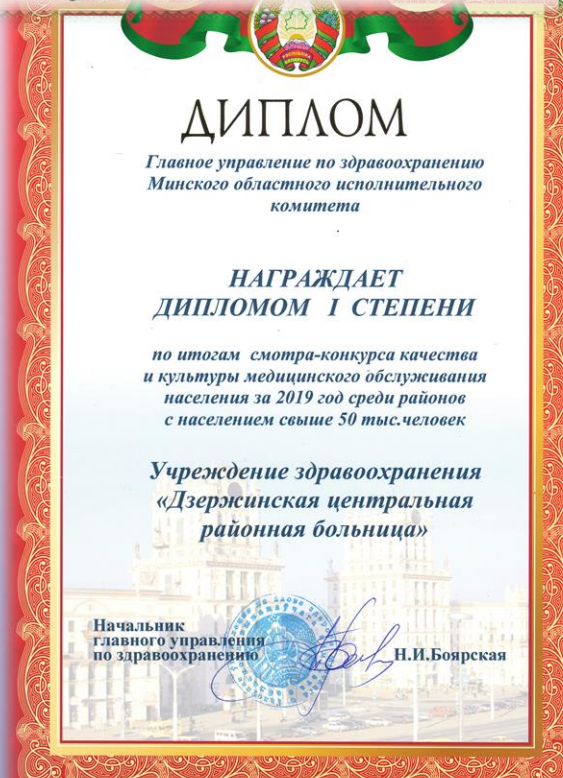 ДИПЛОМ
Главное управление по здравоохранению
Минского областного исполнительного
комитета
НАГРАЖДАЕТ
ДИПЛОМОМ I СТЕПЕНИ
по итогам смотра-конкурса качества
и культуры медицинского обслуживания
населения за 2019 год среди районов
с населением свыше 50 тыс.человек
Учреждение здравоохранения
«Дзержинская центральная
районная больница»
Начальник
главного управления
по здравоохранению
Н.И.Боярская